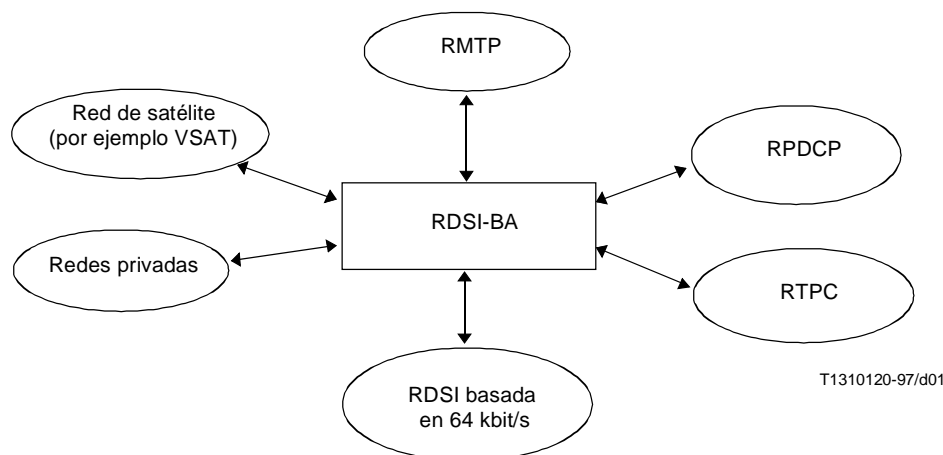 RMTP
Red de satélite
(por ejemplo VSAT)
RPDCP
RDSI-BA
Redes privadas
RTPC
RDSI basada
en 64 kbit/s
T1310120-97/d01